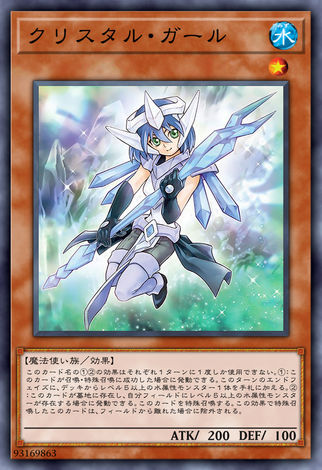 クリスタル・ガール
水
【魔法使い族／効果】
このカード名の①②の効果はそれぞれ１ターンに１度しか使用できない。①：こ
のカードが召喚・特殊召喚に成功した場合に発動できる。このターンのエンドフ
ェイズに、デッキからレベル５以上の水属性モンスター１体を手札に加える。②
：このカードが墓地に存在し、自分フィールドにレベル５以上の水属性モンスタ
ーが存在する場合に発動できる。このカードを特殊召喚する。この効果で特殊召
喚したこのカードは、フィールドから離れた場合に除外される。
ATK/ 200 DEF/ 100
93169863